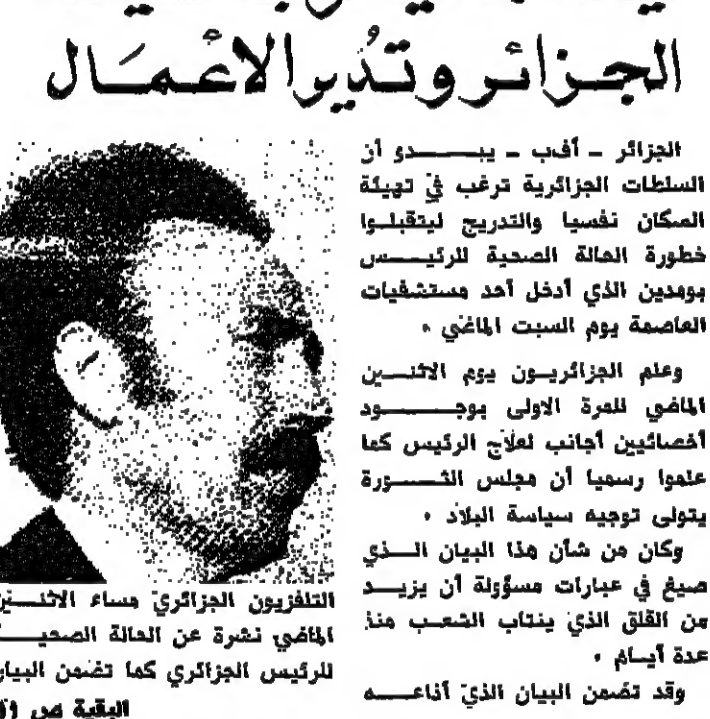 الجزائر وتدير الأعمال
الجزائر - أف ب - يبدو أن
السلطات الجزائرية ترغب في تهيئة
السكان نفسيا والتدريج ليتقبلوا
خطورة الحالة الصحية للرئيس
بومدين الذي أدخل أحد مستشفيات
العاصمة يوم السبت الماضي .
وعلم الجزائريون يوم الاثنين
الماضي للمرة الاولى بوجود
أخصائيين أجانب لعلاج الرئيس كما
علموا رسميا أن مجلس الثورة
يتولى توجيه سياسة البلاد .
وكان من شأن هذا البيان الذي
صيغ في عبارات مسؤولة أن يزيد
من القلق الذي ينتاب الشعب منذ
عدة أيام .
وقد تضمن البيان الذي أذاعه
التلفزيون الجزائري مساء الاثنين
الماضي نشرة عن الحالة الصحية
للرئيس الجزائري كما تضمن البيان
البقية ص